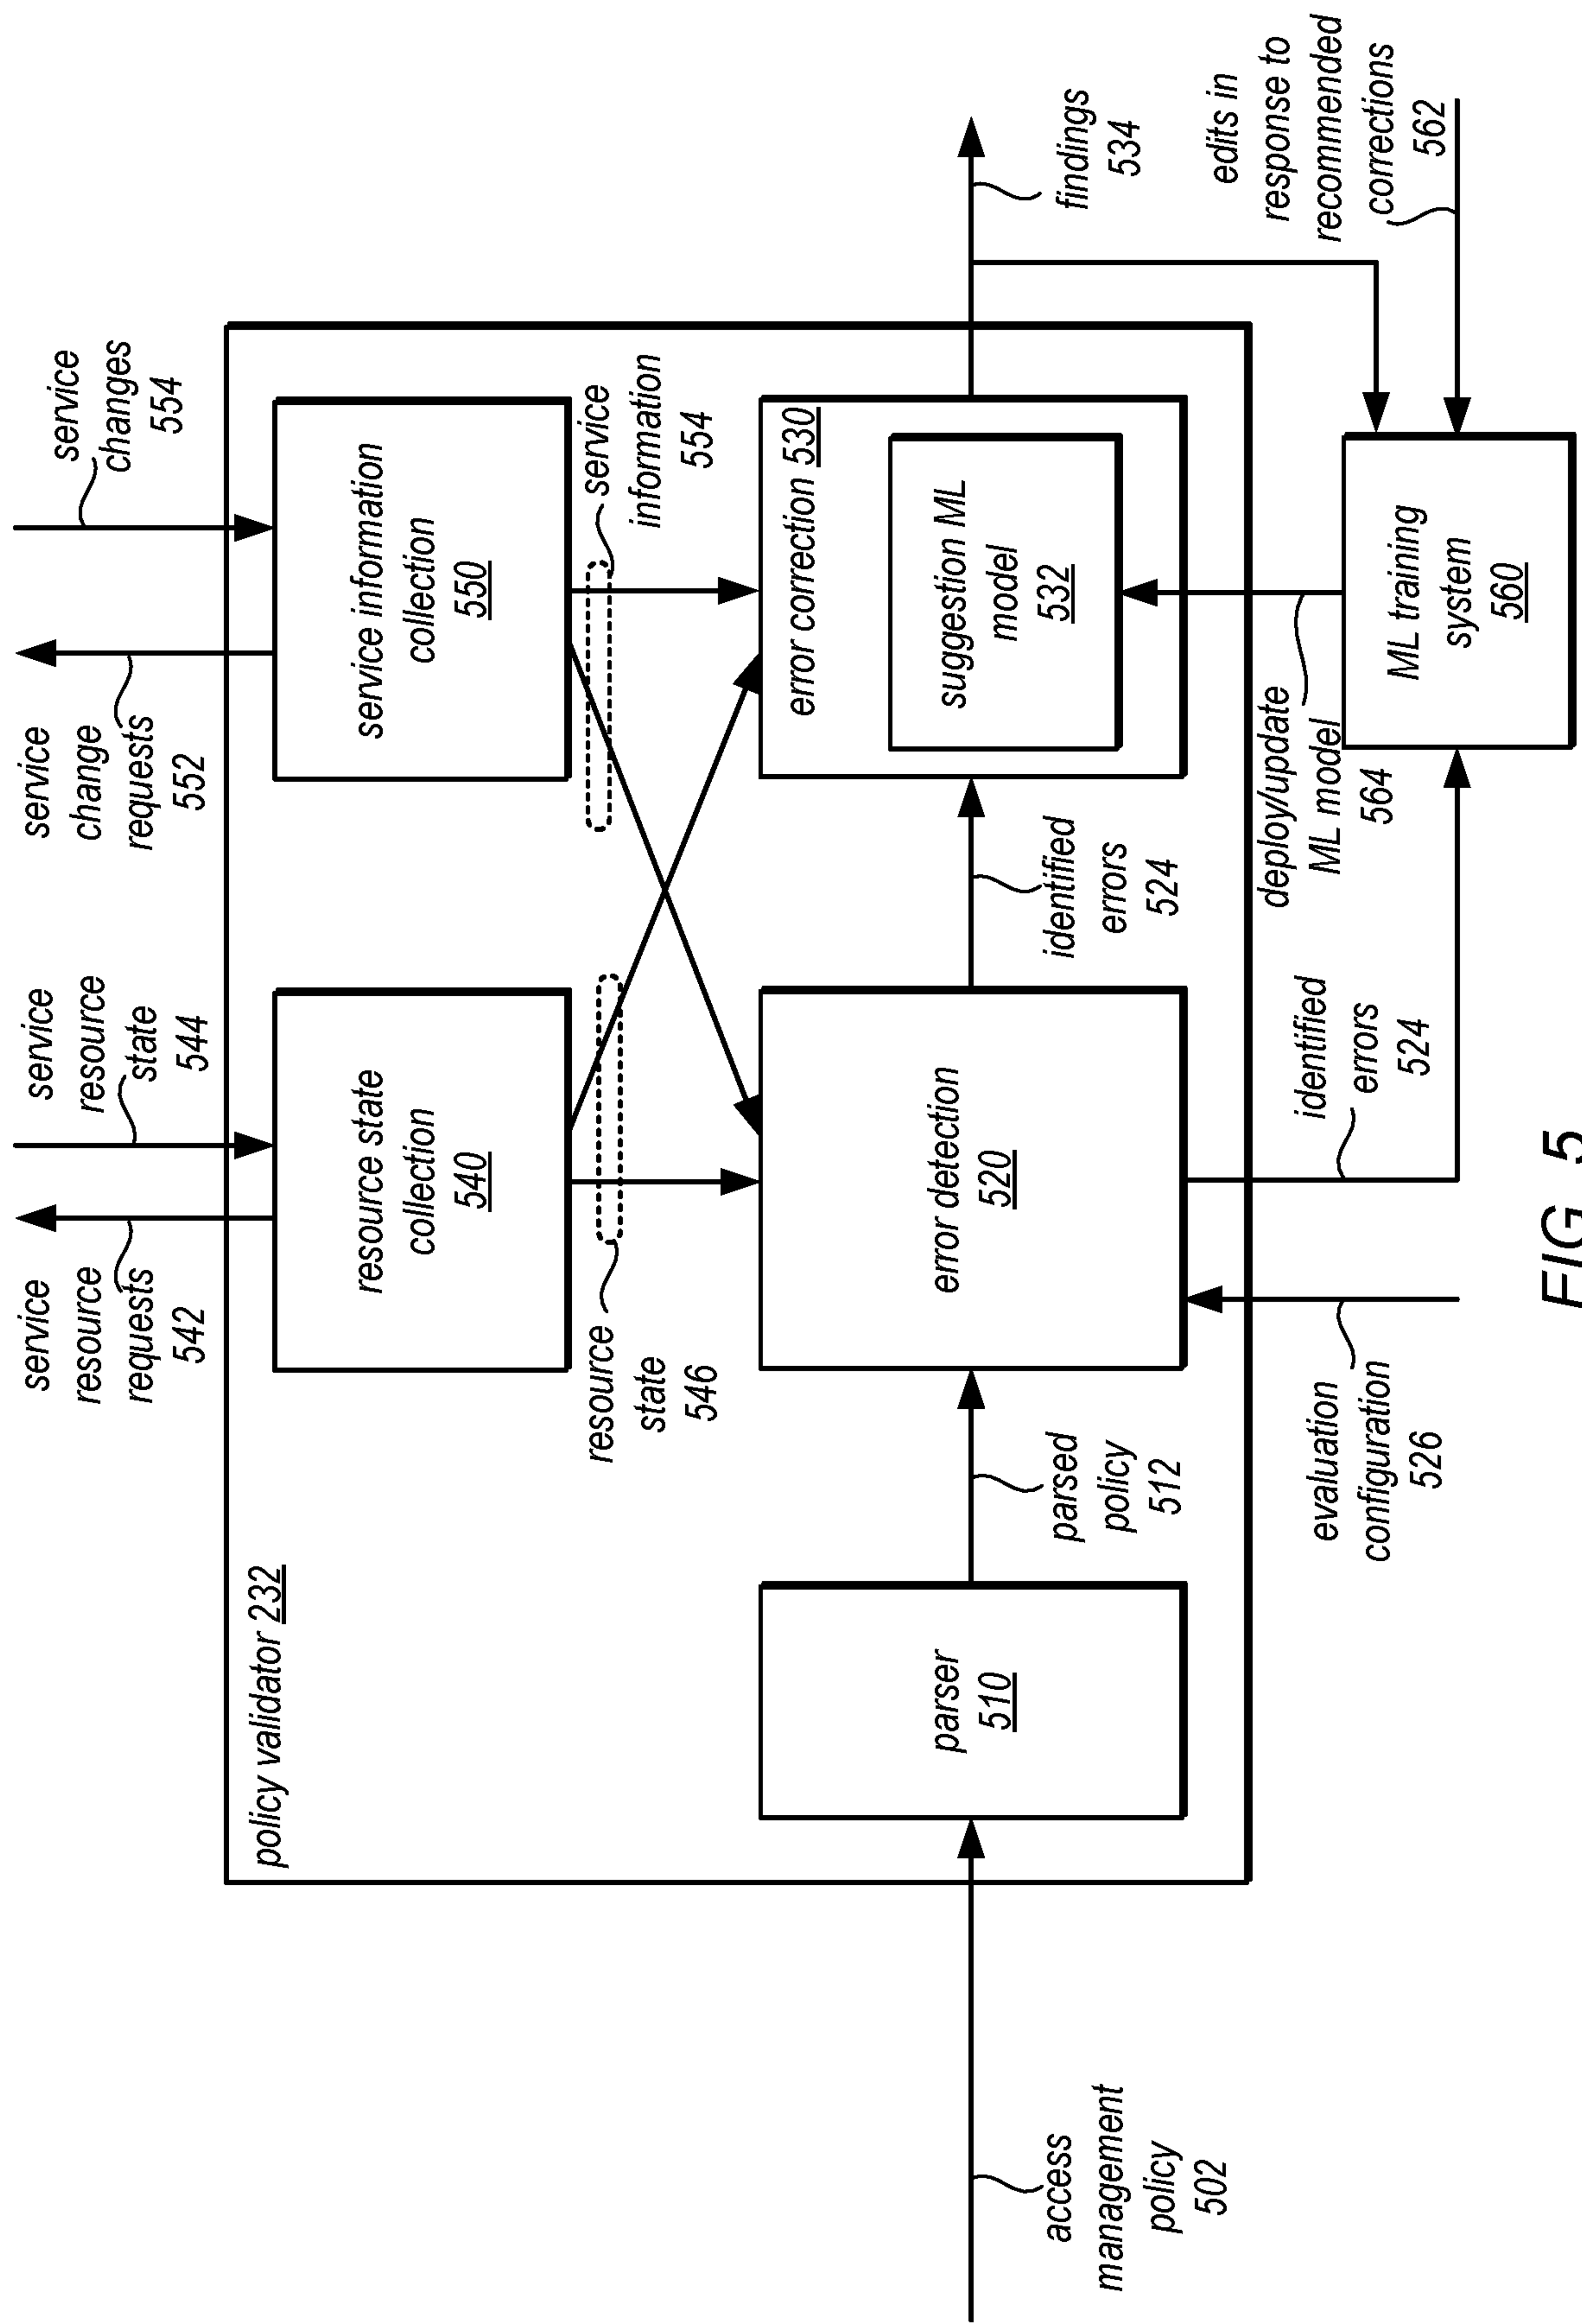 service
resource
requests
542
service
resource
state
544
service
change
requests
552
service
changes
554
policy validator 232
resource state
collection
540
service information
collection
550
resource
state
546
service
information
554
access
management
policy
502
parser
510
parsed
policy
512
error detection
520
identified
errors
524
error correction 530
suggestion ML
model
532
findings
534
evaluation
configuration
526
identified
errors
524
deploy/update
ML model
564
ML training
system
560
edits in
response to
recommended
corrections
562
FIG. 5